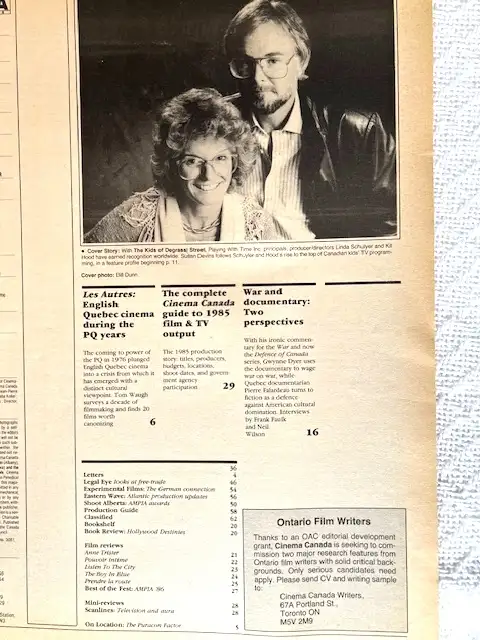 • Cover Story: With The Kids of Degrassi Street, Playing With Time Inc. principals, producer/directors Linda Schulyer and Kit
Hood have earned recognition worldwide. Susan Clevins follows Schuyler and Hood's rise to the top of Canadian kids' TV program-
ming, in a feature profile beginning p. 11.
Cover photo: Bill Dunn
Les Autres:
English
Quebec cinema
during the
PQ years
The coming to power of
the PQ in 1976 plunged
English Quebec cinema
into a crisis from which it
has emerged with a
distinct cultural
viewpoint. Tom Waugh
surveys a decade of
filmmaking and finds 20
films worth
canonizing 6
The complete
Cinema Canada
guide to 1985
film & TV
output
The 1985 production
story: titles, producers,
budgets, locations,
shoot dates, and govern-
ment agency
participation 29
War and
documentary:
Two
perspectives
With his ironic commen-
tary for the War and now
the Defence of Canada
series, Gwynne Dyer uses
the documentary to wage
war on war, while
Quebec documentarian
Pierre Falardeau turns to
fiction as a defence
against American cultural
domination. Interviews
by Frank Faulk
and Neil
Wilson 16
36
Letters 4
Legal Eye looks at free-trade 46
Experimental Films: The German connection 54
Eastern Wave: Atlantic production updates 56
Shoot Alberta: AMPIA awards 50
Production Guide 58
Classified 62
Bookshelf 20
Book Review: Hollywood Destinies 20
Film reviews
Anne Trister 21
Pouvoir intime 22
Listen To The City 23
The Boy In Blue 24
Prendre la route 25
Best of the Fest: AMPIA '86 27
Mini-reviews 28
Scanlines: Television and aura 28
On Location: The Paracon Factor 5
Ontario Film Writers
Thanks to an OAC editorial development
grant, Cinema Canada is seeking to com-
mission two major research features from
Ontario film writers with solid critical back-
grounds. Only serious candidates need
apply. Please send CV and writing sample
to:
Cinema Canada Writers,
67A Portland St.,
Toronto ON
M5V 2M9